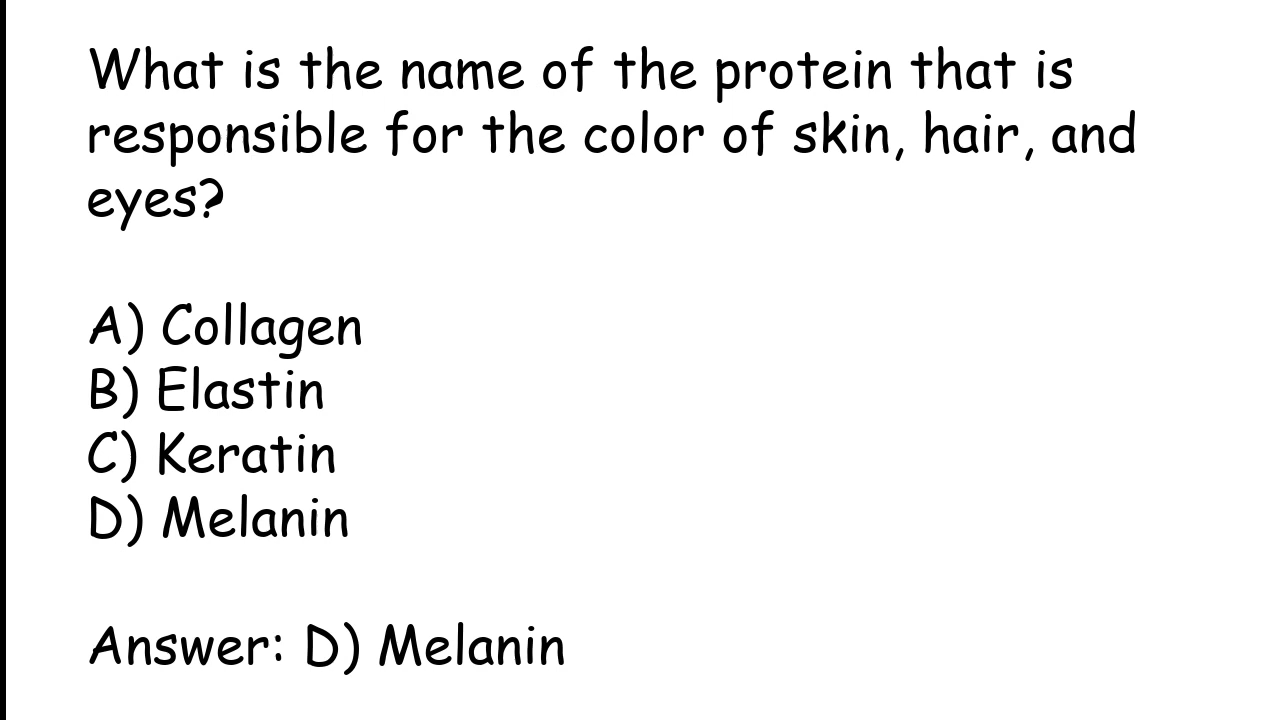 What is the name of the protein that is
responsible for the color of skin, hair, and
eyes?
A) Collagen
B) Elastin
C) Keratin
D) Melanin
Answer: D) Melanin